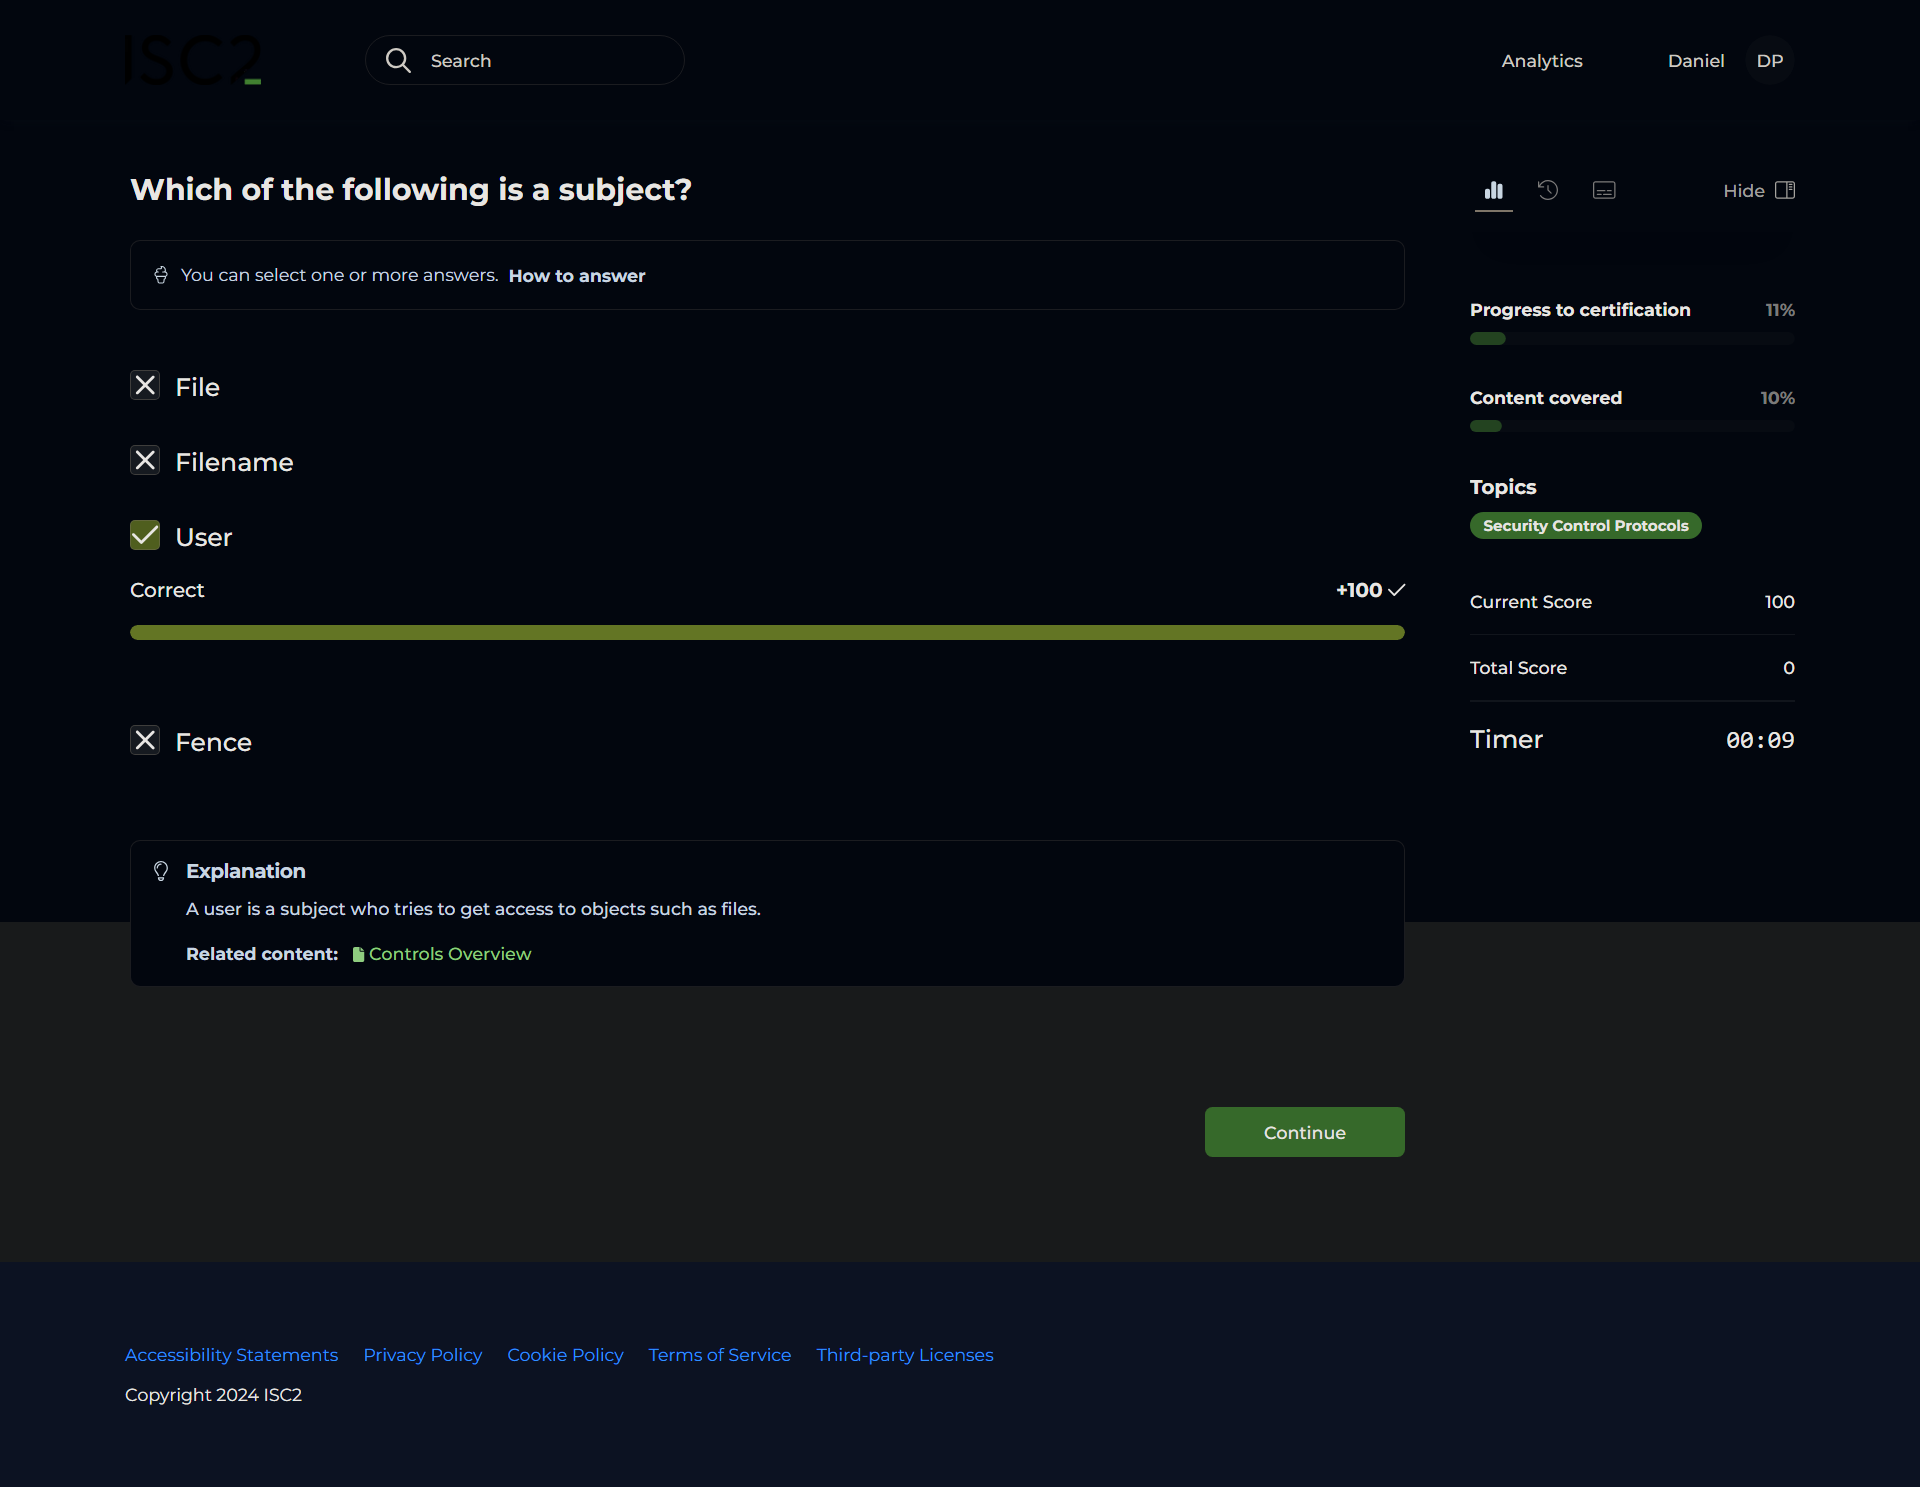 ISC2
Search
Analytics
Daniel
DP
Which of the following is a subject?
You can select one or more answers. How to answer
File
Filename
User
Correct
+100
Fence
Explanation
A user is a subject who tries to get access to objects such as files.
Related content: Controls Overview
Continue
Hide
Progress to certification 11%
Content covered 10%
Topics
Security Control Protocols
Current Score 100
Total Score 0
Timer 00:09
Accessibility Statements Privacy Policy Cookie Policy Terms of Service Third-party Licenses
Copyright 2024 ISC2